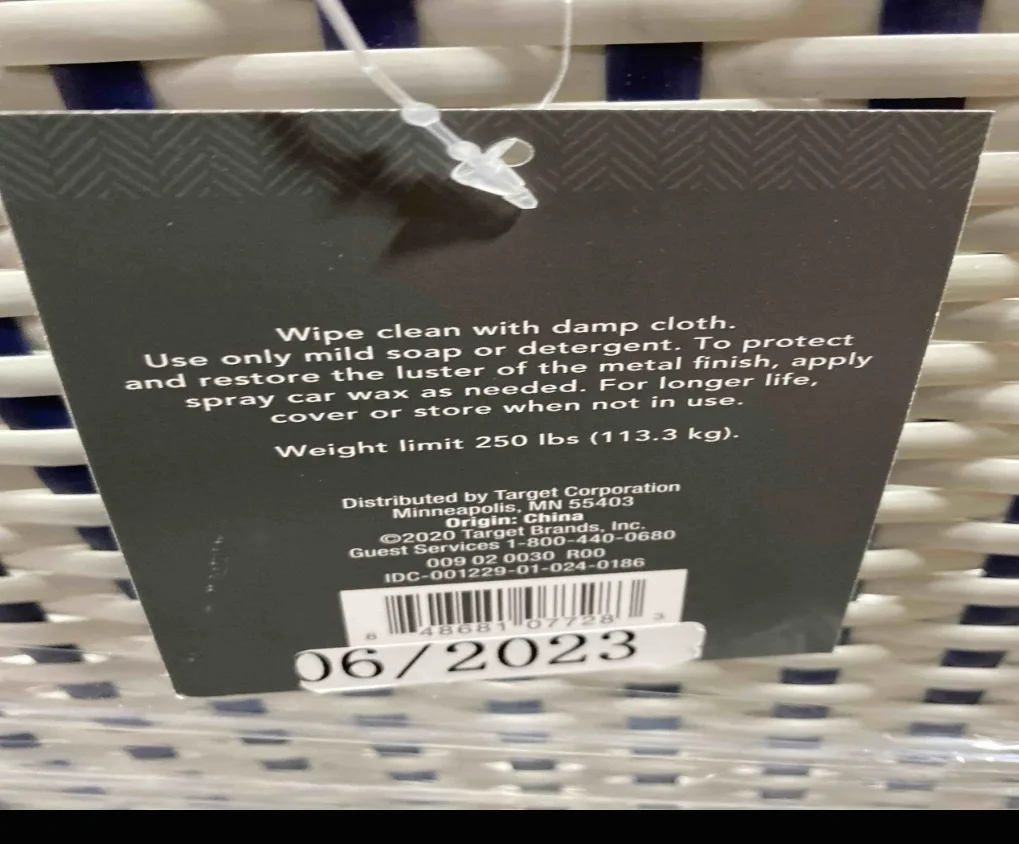 Wipe clean with damp cloth.
Use only mild soap or detergent. To protect
and restore the luster of the metal finish, apply
spray car wax as needed. For longer life,
cover or store when not in use.
Weight limit 250 lbs (113.3 kg).
Distributed by Target Corporation
Minneapolis, MN 55403
Origin: China
©2020 Target Brands, Inc.
Guest Services 1-800-440-0680
009 02 0030 R00
IDC-001229-01-024-0186
8 48681 07728 3
06/2023